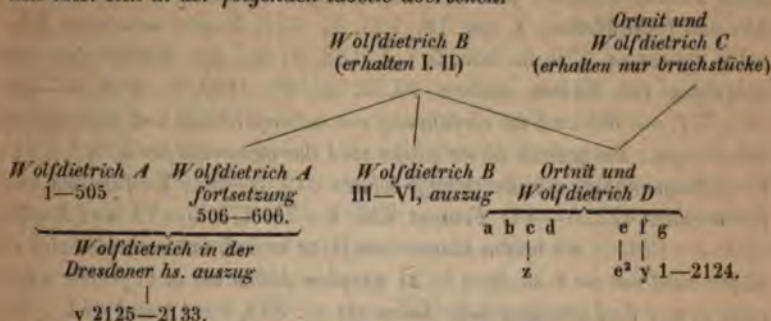 Ortnit und
Wolfdietrich B Wolfdietrich C
(erhalten I. II) (erhalten nur bruchstücke)
Wolfdietrich A Wolfdietrich A Wolfdietrich B Ortnit und
1—505. fortsetzung III—VI, auszug Wolfdietrich D
506—606. a b c d e f g
Wolfdietrich in der
Dresdener hs. auszug z e² y 1—2124.
y 2125—2133.